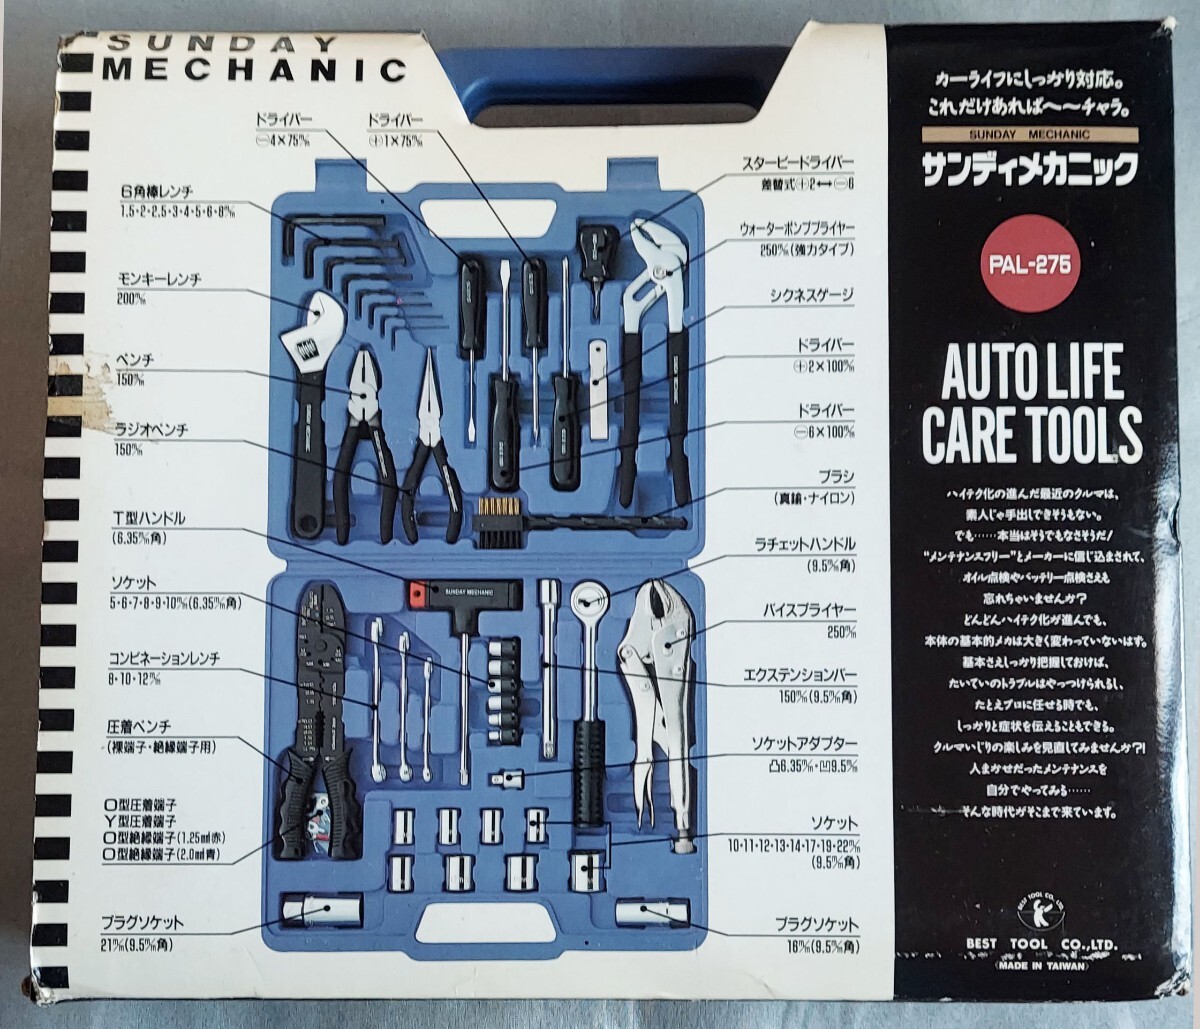 SUNDAY
MECHANIC
ドライバー
⊖4×75㎜
ドライバー
⊕1×75㎜
6角棒レンチ
1.5・2・2.5・3・4・5・6・8㎜
モンキーレンチ
200㎜
ペンチ
150㎜
ラジオペンチ
150㎜
T型ハンドル
(6.35㎜角)
ソケット
5・6・7・8・9・10㎜(6.35㎜角)
コンビネーションレンチ
8・10・12㎜
圧着ペンチ
(裸端子・絶縁端子用)
O型圧着端子
Y型圧着端子
O型絶縁端子(1.25㎟赤)
O型絶縁端子(2.0㎟青)
プラグソケット
21㎜(9.5㎜角)
スタービードライバー
差替式⊕2↔⊖6
ウォーターポンププライヤー
250㎜(強力タイプ)
シクネスゲージ
ドライバー
⊕2×100㎜
ドライバー
⊖6×100㎜
ブラシ
(真鍮・ナイロン)
ラチェットハンドル
(9.5㎜角)
バイスプライヤー
250㎜
エクステンションバー
150㎜(9.5㎜角)
ソケットアダプター
凸6.35㎜・凹9.5㎜
ソケット
10・11・12・13・14・17・19・22㎜
(9.5㎜角)
プラグソケット
16㎜(9.5㎜角)
SUNDAY MECHANIC
カーライフにしっかり対応。
これだけあれば〜〜チャラ。
SUNDAY MECHANIC
サンディメカニック
PAL-275
AUTO LIFE
CARE TOOLS
ハイテク化の進んだ最近のクルマは、
素人じゃ手出しできそうもない。
でも……本当はそうでもなさそうだ!
"メンテナンスフリー"とメーカーに信じ込まされて、
オイル点検やバッテリー点検さえも
忘れちゃいませんか?
どんどんハイテク化が進んでも、
本体の基本的メカは大きく変わっていないはず。
基本さえしっかり把握しておけば、
たいていのトラブルはやっつけられるし、
たとえプロに任せる時でも、
しっかりと症状を伝えることもできる。
クルマいじりの楽しみを見直してみませんか?!
人まかせだったメンテナンスを
自分でやってみる……
そんな時代がそこまで来ています。
BEST TOOL CO., LTD.
BEST TOOL CO.,LTD.
(MADE IN TAIWAN)